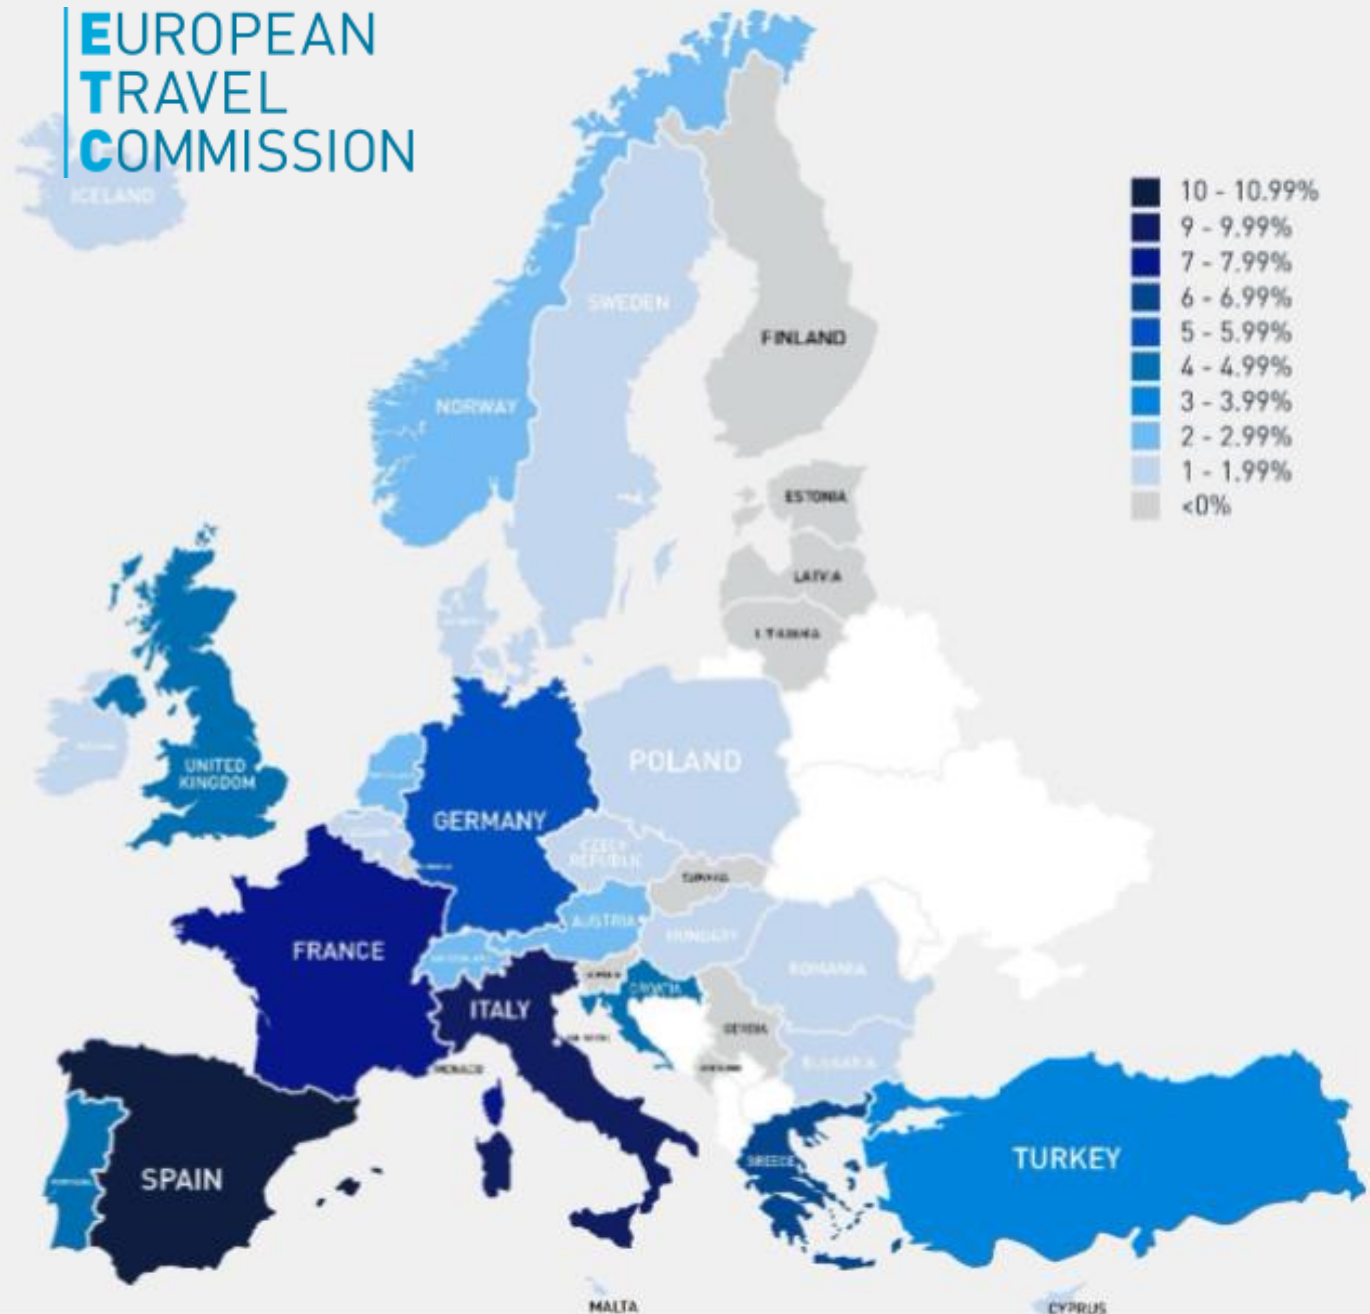 EUROPEAN
TRAVEL
COMMISSION
ICELAND
10 - 10.99%
9 - 9.99%
7 - 7.99%
6 - 6.99%
5 - 5.99%
4 - 4.99%
3 - 3.99%
2 - 2.99%
1 - 1.99%
<0%
SWEDEN
FINLAND
NORWAY
ESTONIA
LATVIA
UNITED
KINGDOM
POLAND
GERMANY
CZECH
REPUBLIC
AUSTRIA
HUNGARY
FRANCE
ROMANIA
CROATIA
ITALY
SERBIA
BULGARIA
MONACO
TURKEY
GREECE
SPAIN
MALTA
CYPRUS